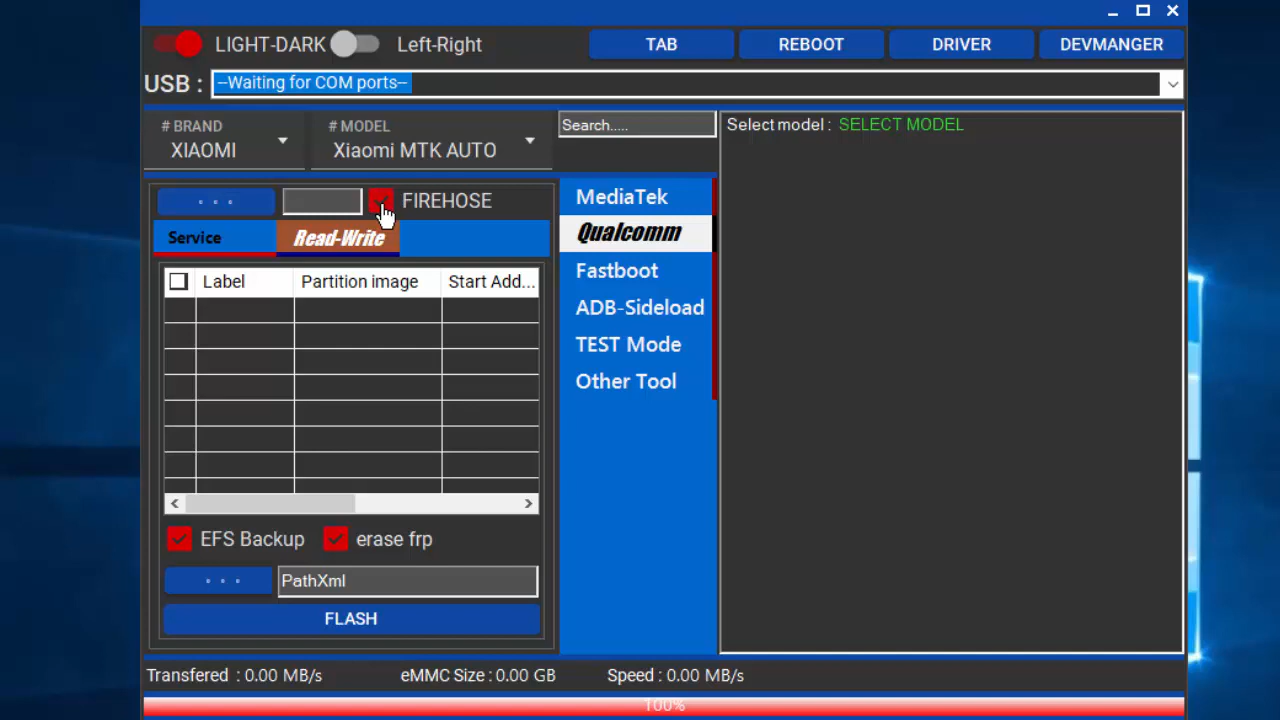 LIGHT-DARK Left-Right TAB REBOOT DRIVER DEVMANGER
USB : --Waiting for COM ports--
# BRAND # MODEL
XIAOMI Xiaomi MTK AUTO
Search.....
Select model : SELECT MODEL
FIREHOSE
Service Read-Write
Label Partition image Start Add...
EFS Backup erase frp
PathXml
FLASH
MediaTek
Qualcomm
Fastboot
ADB-Sideload
TEST Mode
Other Tool
Transfered : 0.00 MB/s eMMC Size : 0.00 GB Speed : 0.00 MB/s
100%